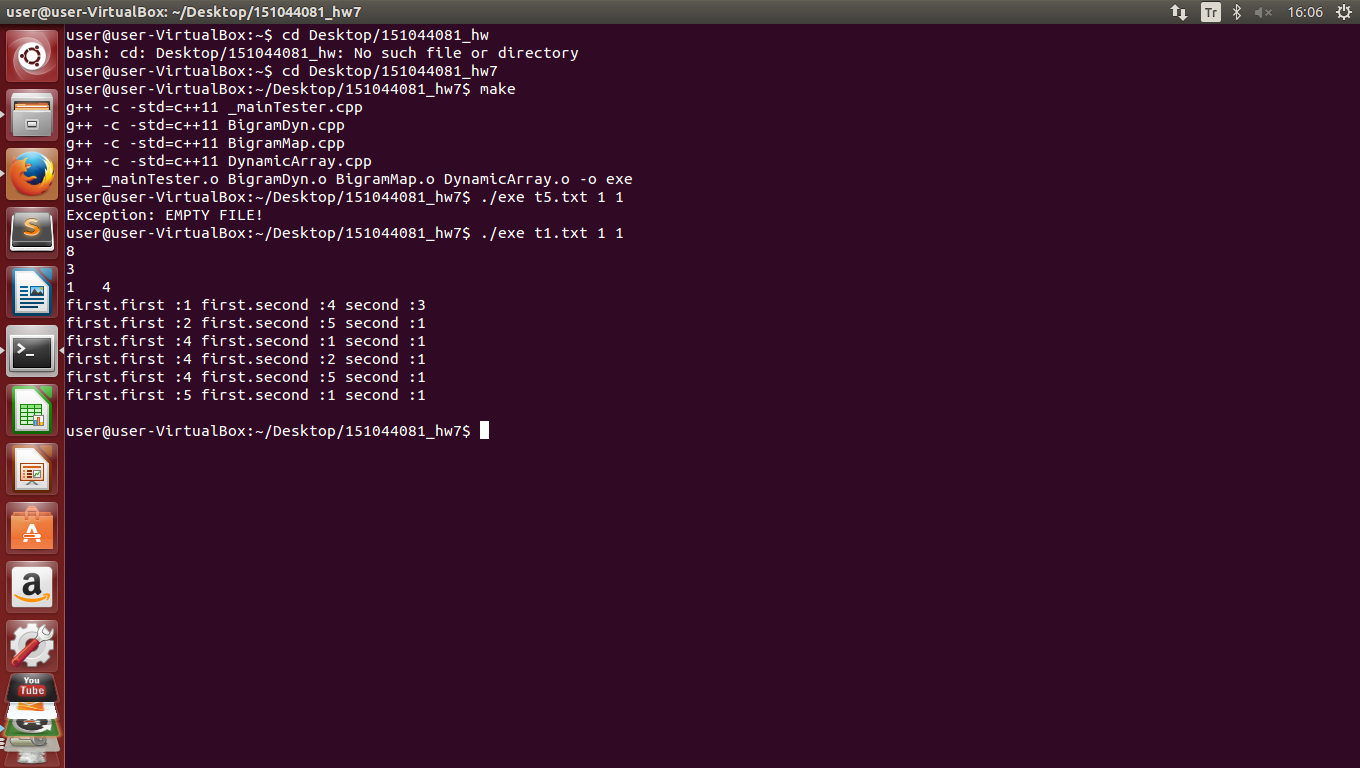 user@user-VirtualBox: ~/Desktop/151044081_hw7
Tr
16:06
user@user-VirtualBox:~$ cd Desktop/151044081_hw
bash: cd: Desktop/151044081_hw: No such file or directory
user@user-VirtualBox:~$ cd Desktop/151044081_hw7
user@user-VirtualBox:~/Desktop/151044081_hw7$ make
g++ -c -std=c++11 _mainTester.cpp
g++ -c -std=c++11 BigramDyn.cpp
g++ -c -std=c++11 BigramMap.cpp
g++ -c -std=c++11 DynamicArray.cpp
g++ _mainTester.o BigramDyn.o BigramMap.o DynamicArray.o -o exe
user@user-VirtualBox:~/Desktop/151044081_hw7$ ./exe t5.txt 1 1
Exception: EMPTY FILE!
user@user-VirtualBox:~/Desktop/151044081_hw7$ ./exe t1.txt 1 1
8
3
1   4
first.first :1 first.second :4 second :3
first.first :2 first.second :5 second :1
first.first :4 first.second :1 second :1
first.first :4 first.second :2 second :1
first.first :4 first.second :5 second :1
first.first :5 first.second :1 second :1
user@user-VirtualBox:~/Desktop/151044081_hw7$
S
>_
A
a
You
Tube